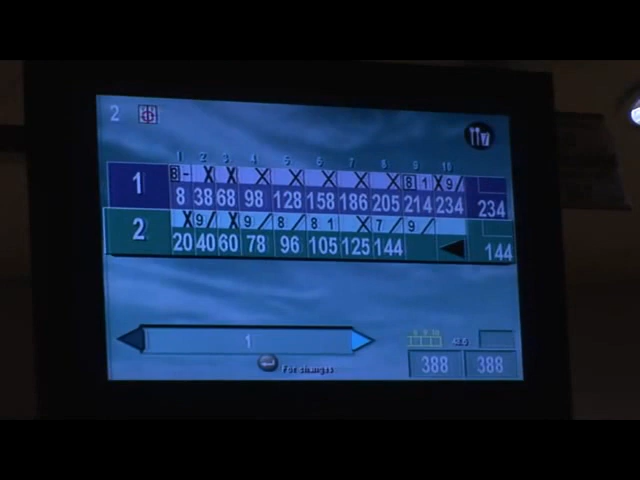 2
1 2 3 4 5 6 7 8 9 10
1 8 - X X X X X X X 8 1 X 9 /
8 38 68 98 128 158 186 205 214 234 234
2 X 9 / X 9 / 8 / 8 1 X 7 / 9 /
20 40 60 78 96 105 125 144 144
1
For changes
388 388